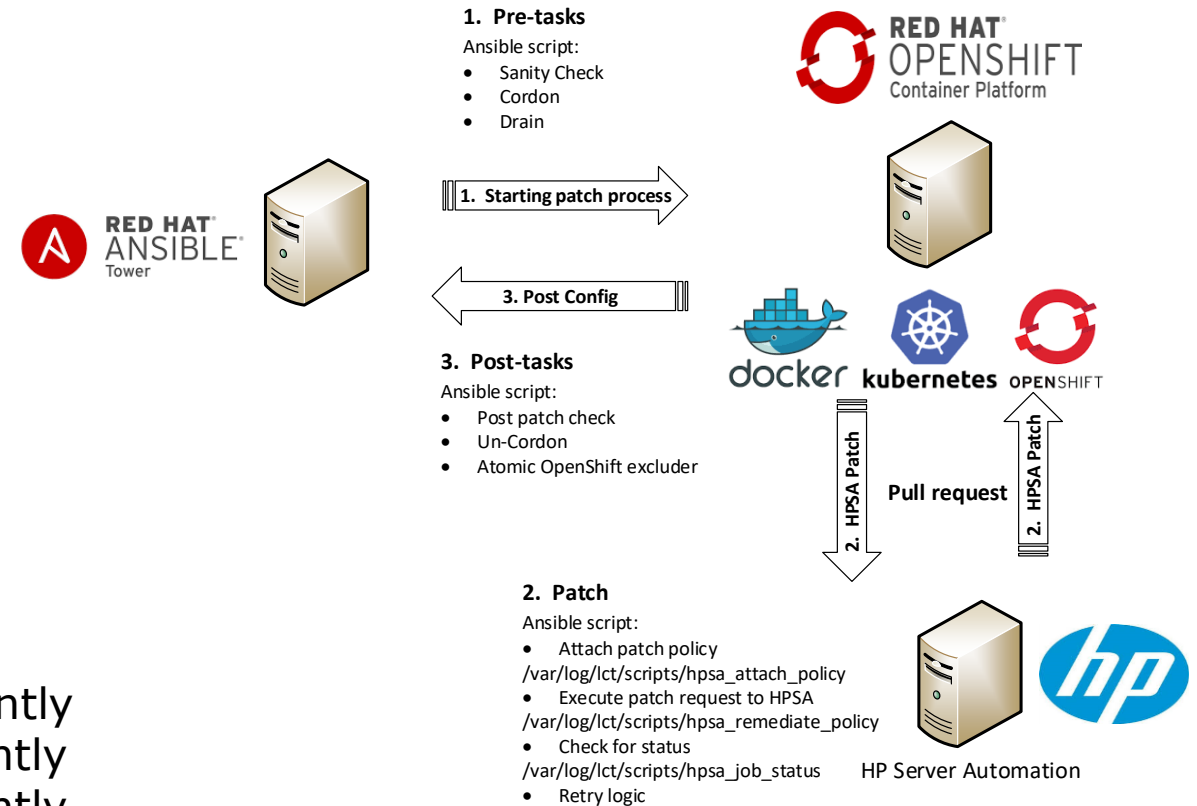 1. Pre-tasks
Ansible script:
• Sanity Check
• Cordon
• Drain
RED HAT®
OPENSHIFT
Container Platform
1. Starting patch process
RED HAT®
ANSIBLE®
Tower
3. Post Config
3. Post-tasks
Ansible script:
• Post patch check
• Un-Cordon
• Atomic OpenShift excluder
docker
kubernetes
OPENSHIFT
2. HPSA Patch
Pull request
2. HPSA Patch
2. Patch
Ansible script:
• Attach patch policy
/var/log/lct/scripts/hpsa_attach_policy
• Execute patch request to HPSA
/var/log/lct/scripts/hpsa_remediate_policy
• Check for status
/var/log/lct/scripts/hpsa_job_status
• Retry logic
hp
HP Server Automation
ntly
ntly